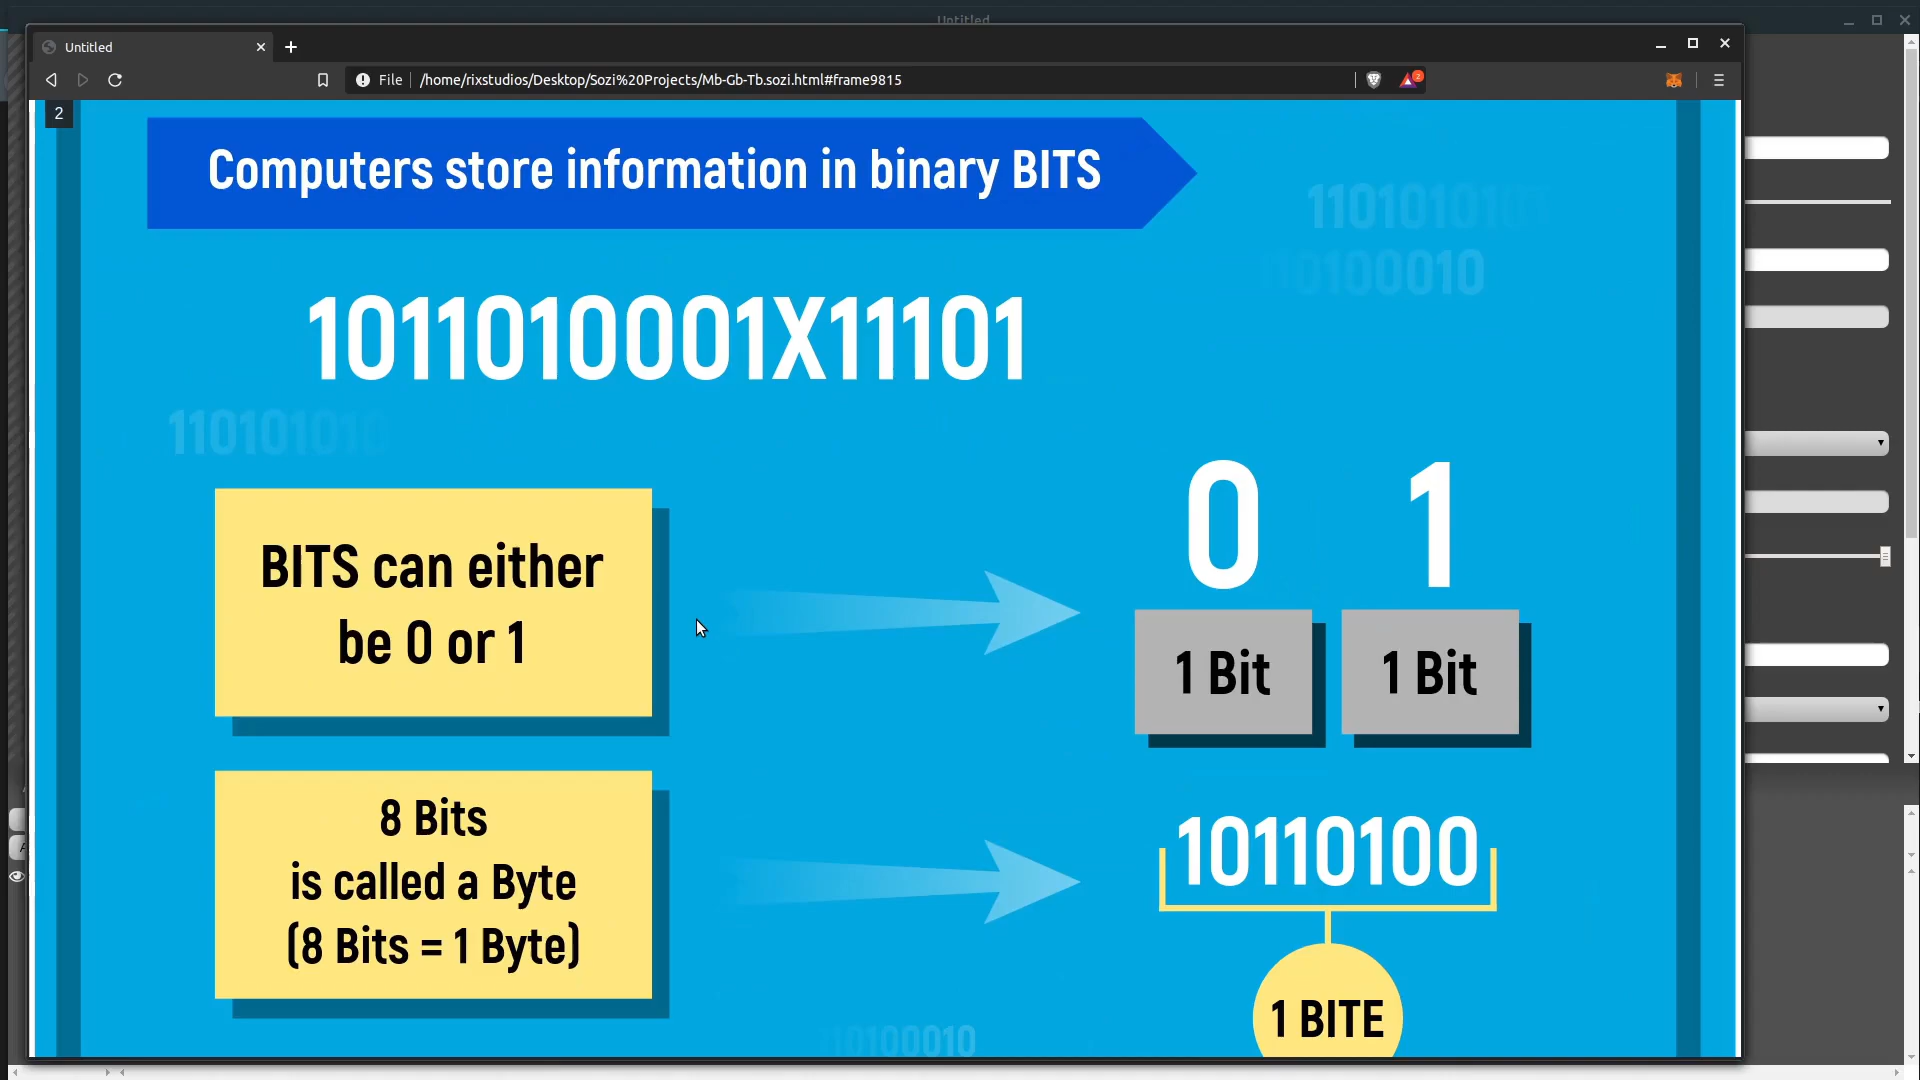 Untitled
Untitled
File
/home/rixstudios/Desktop/Sozi%20Projects/Mb-Gb-Tb.sozi.html#frame9815
2
2
Computers store information in binary BITS
1011010001X11101
BITS can either
be 0 or 1
0 1
1 Bit 1 Bit
8 Bits
is called a Byte
(8 Bits = 1 Byte)
10110100
1 BITE